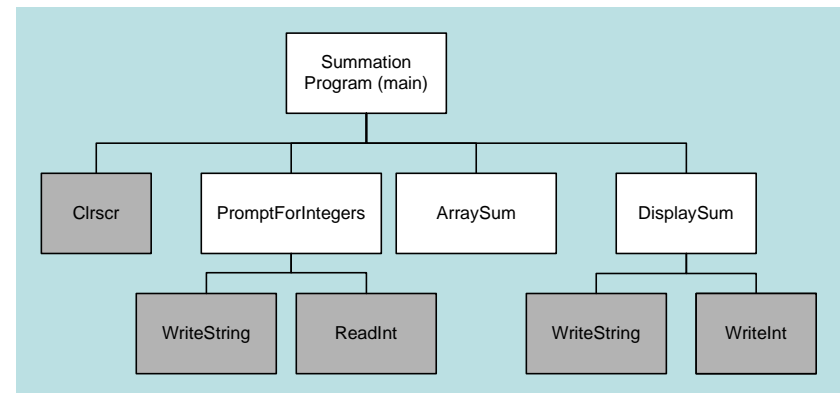 Summation
Program (main)
Clrscr
PromptForIntegers
ArraySum
DisplaySum
WriteString
ReadInt
WriteString
WriteInt